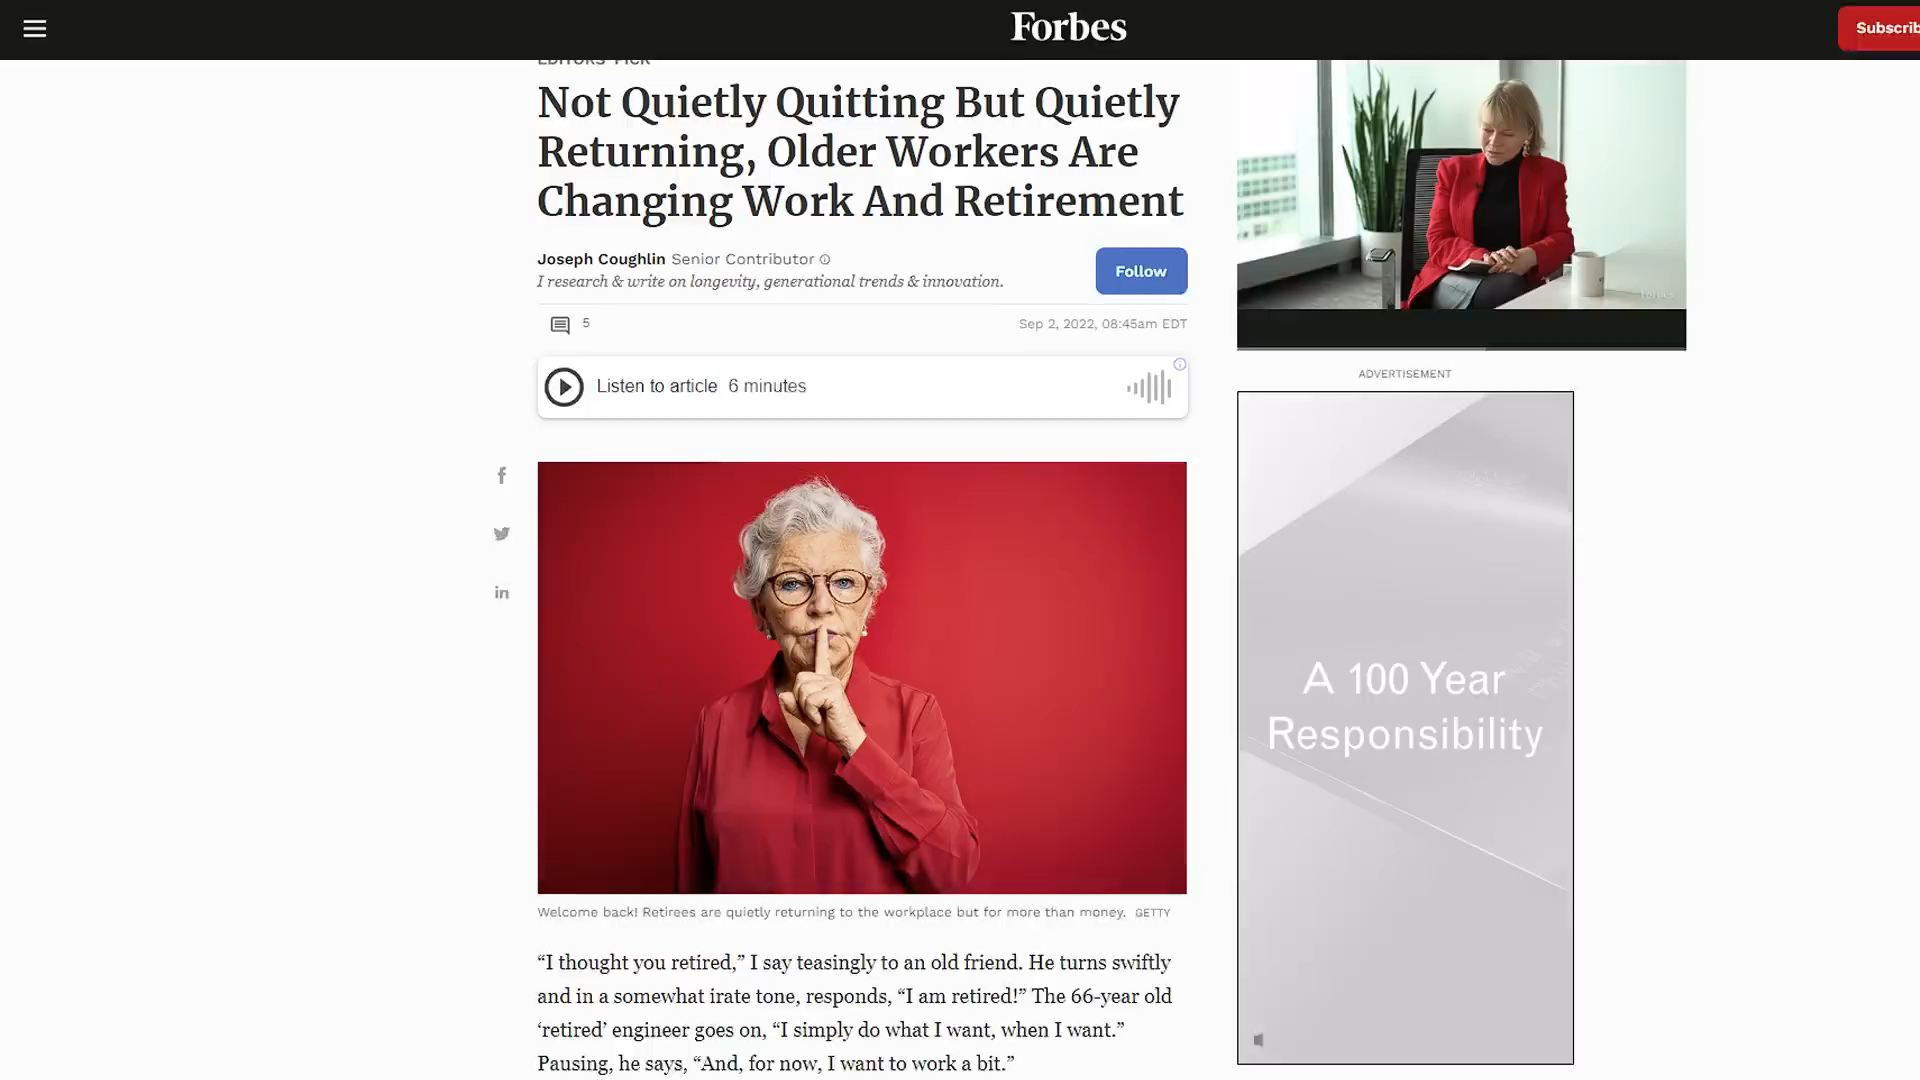 Forbes
Subscrib
EDITORS' PICK
Not Quietly Quitting But Quietly
Returning, Older Workers Are
Changing Work And Retirement
Joseph Coughlin Senior Contributor
I research & write on longevity, generational trends & innovation.
Follow
5
Sep 2, 2022, 08:45am EDT
Listen to article 6 minutes
f
in
Welcome back! Retirees are quietly returning to the workplace but for more than money. GETTY
“I thought you retired,” I say teasingly to an old friend. He turns swiftly
and in a somewhat irate tone, responds, “I am retired!” The 66-year old
‘retired’ engineer goes on, “I simply do what I want, when I want.”
Pausing, he says, “And, for now, I want to work a bit.”
Forbes
ADVERTISEMENT
A 100 Year
Responsibility